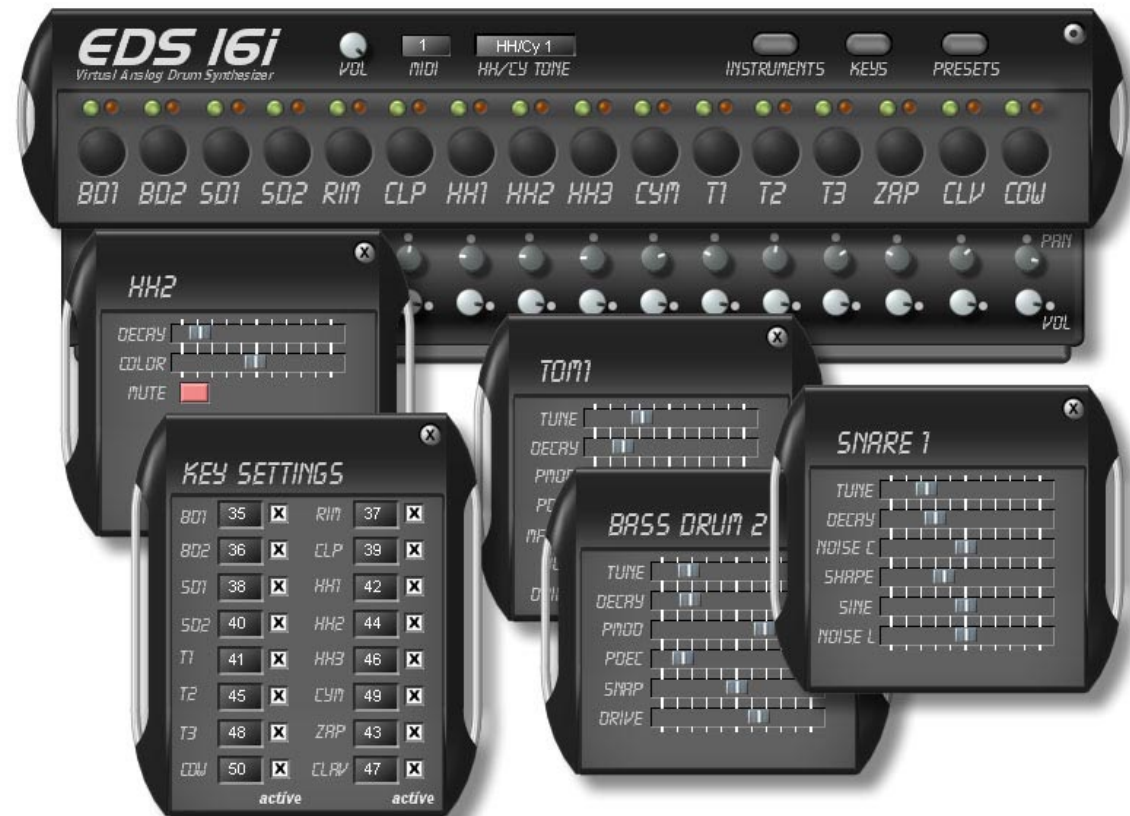 EDS 16i
Virtual Analog Drum Synthesizer
VOL
1
MIDI
HH/Cy 1
HH/CY TONE
INSTRUMENTS KEYS PRESETS
BD1 BD2 SD1 SD2 RIM CLP HH1 HH2 HH3 CYM T1 T2 T3 ZAP CLV COW
PAN
VOL
X
HH2
DECAY
COLOR
MUTE
X
KEY SETTINGS
BD1 35 X RIM 37 X
BD2 36 X CLP 39 X
SD1 38 X HH1 42 X
SD2 40 X HH2 44 X
T1 41 X HH3 46 X
T2 45 X CYM 49 X
T3 48 X ZAP 43 X
COW 50 X CLAV 47 X
active active
X
TOM1
TUNE
DECAY
BASS DRUM 2
TUNE
DECAY
PMOD
PDEC
SNAP
DRIVE
X
SNARE 1
TUNE
DECAY
NOISE C
SHAPE
SINE
NOISE L